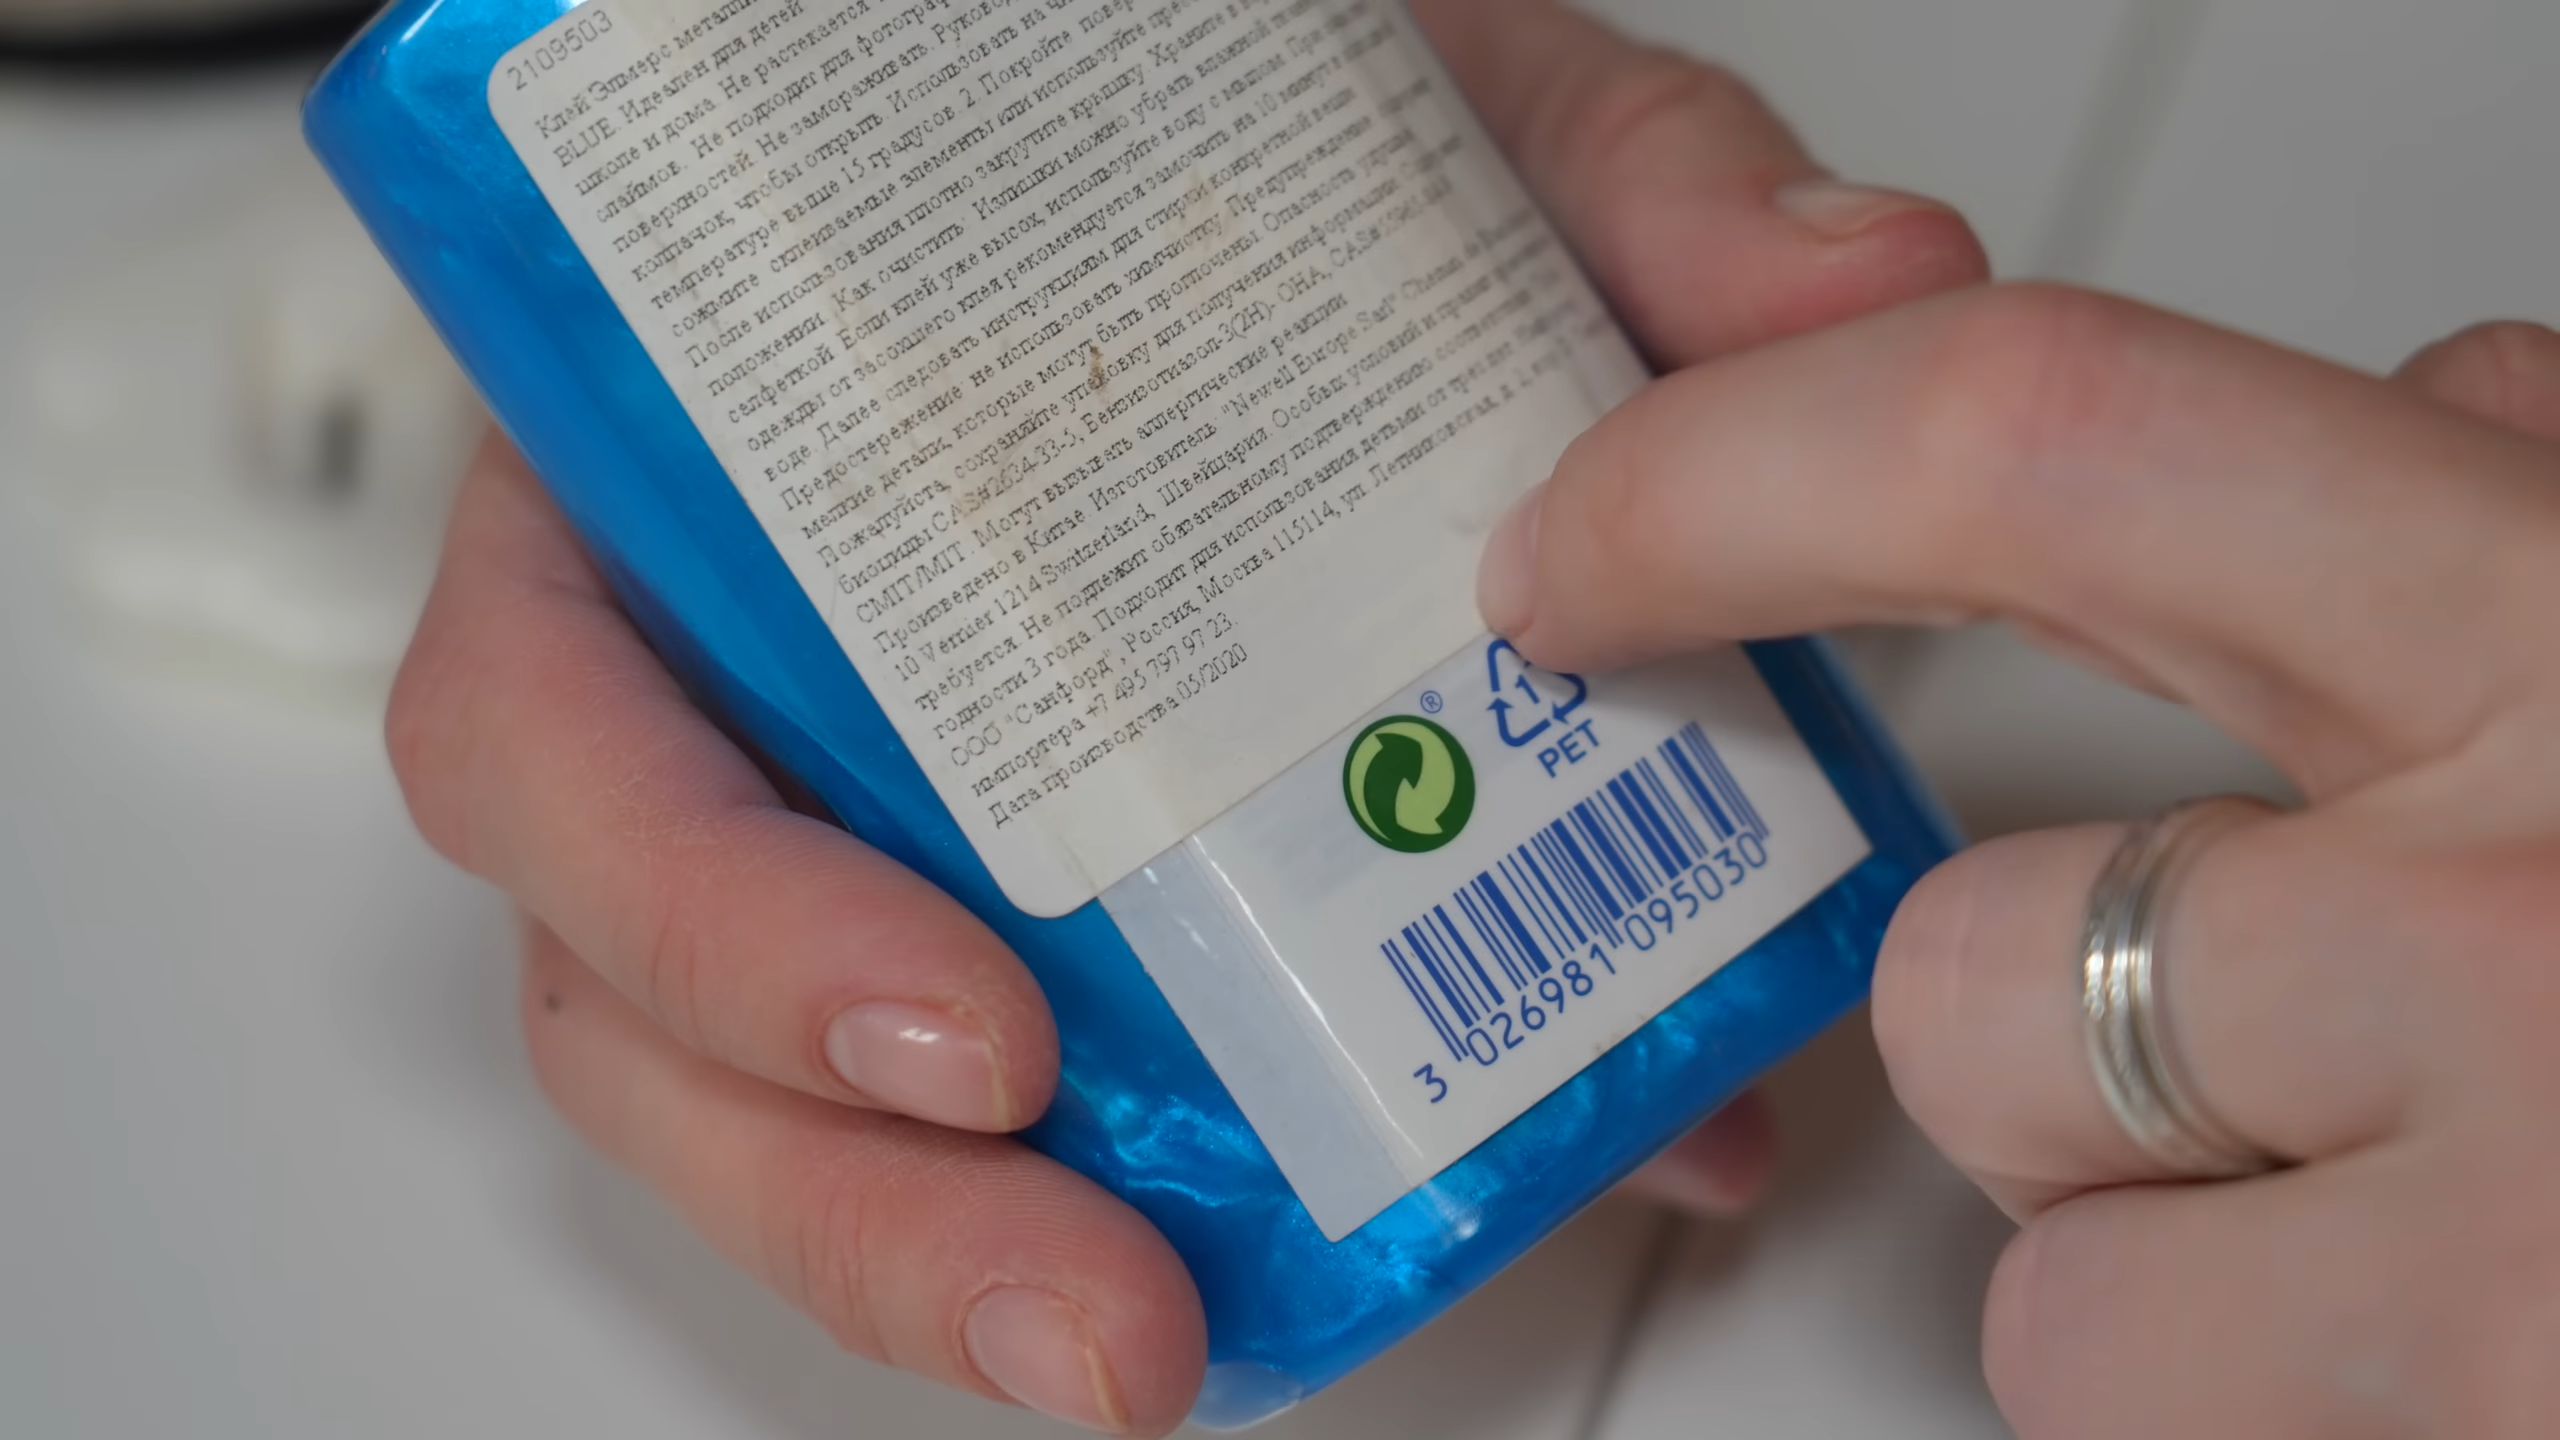 2109503
Клей Элмерс
BLUE. Идеален для детей
школе и дома. Не растекается
слаймов. Не подходит для
поверхностей. Не замораживать.
колпачок, чтобы открыть. Использовать на
температуре выше 15 градусов. 2. Покройте
сожмите склеиваемые элементы или используйте
После использования плотно закрутите крышку. Храните в
положении. Как очистить: Излишки можно убрать влажной
салфеткой. Если клей уже высох, используйте воду с мылом. При
одежды от засохшего клея рекомендуется замочить на 10 минут в
воде. Далее следовать инструкциям для стирки конкретной вещи
Предостережение: не использовать химчистку. Предупреждение:
мелкие детали, которые могут быть проглочены. Опасность удушья
Пожалуйста, сохраняйте упаковку для получения информации.
биоциды CAS#2634-33-5, Бензизотиазол-3(2H)- ОНА,
CMIT/MIT. Могут вызывать аллергические реакции
Произведено в Китае. Изготовитель: "Newell Europe Sarl" Chemin de
10 Vernier 1214 Switzerland, Швейцария. Особых условий и правил
требуется. Не подлежит обязательному подтверждению соответствия.
годности 3 года. Подходит для использования детьми от трех лет.
ООО "Санфорд", Россия, Москва 115114, ул. Летниковская, д.
импортера +7 495 797 97 23.
Дата производства 05/2020
®
1
PET
3 026981 095030